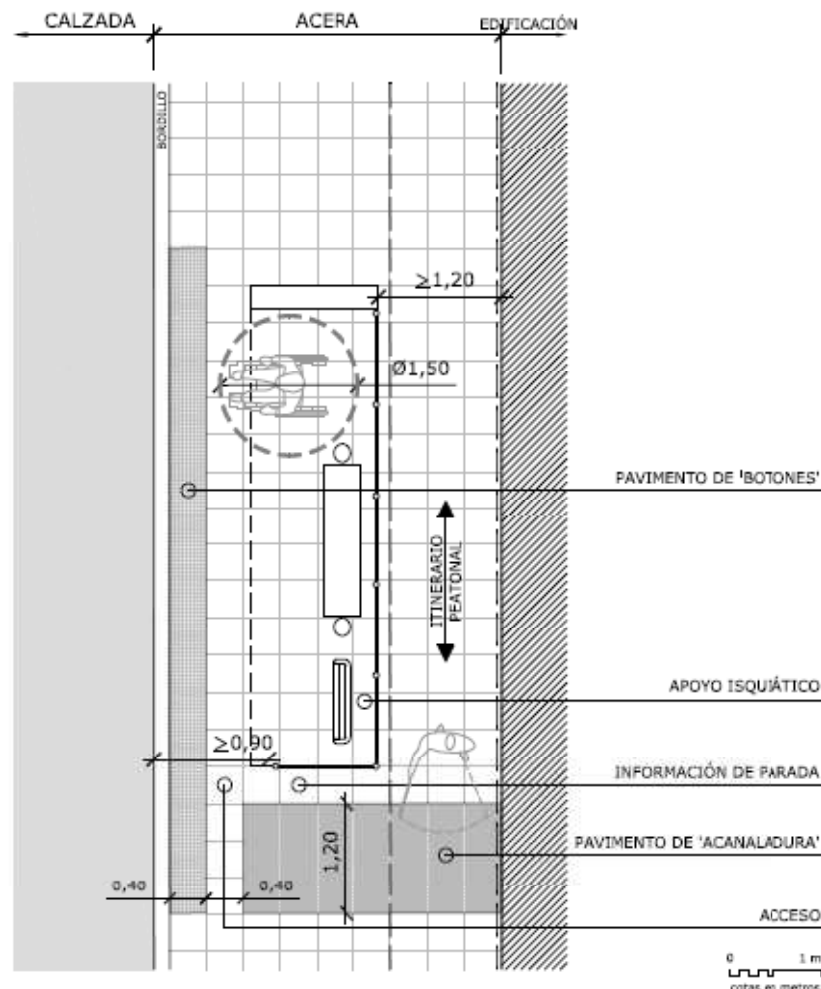 CALZADA
ACERA
EDIFICACIÓN
BORDILLO
≥1,20
Ø1,50
PAVIMENTO DE 'BOTONES'
ITINERARIO
PEATONAL
APOYO ISQUIÁTICO
≥0,90
INFORMACIÓN DE PARADA
PAVIMENTO DE 'ACANALADURA'
1,20
0,40
0,40
ACCESO
0 1 m
cotas en metros